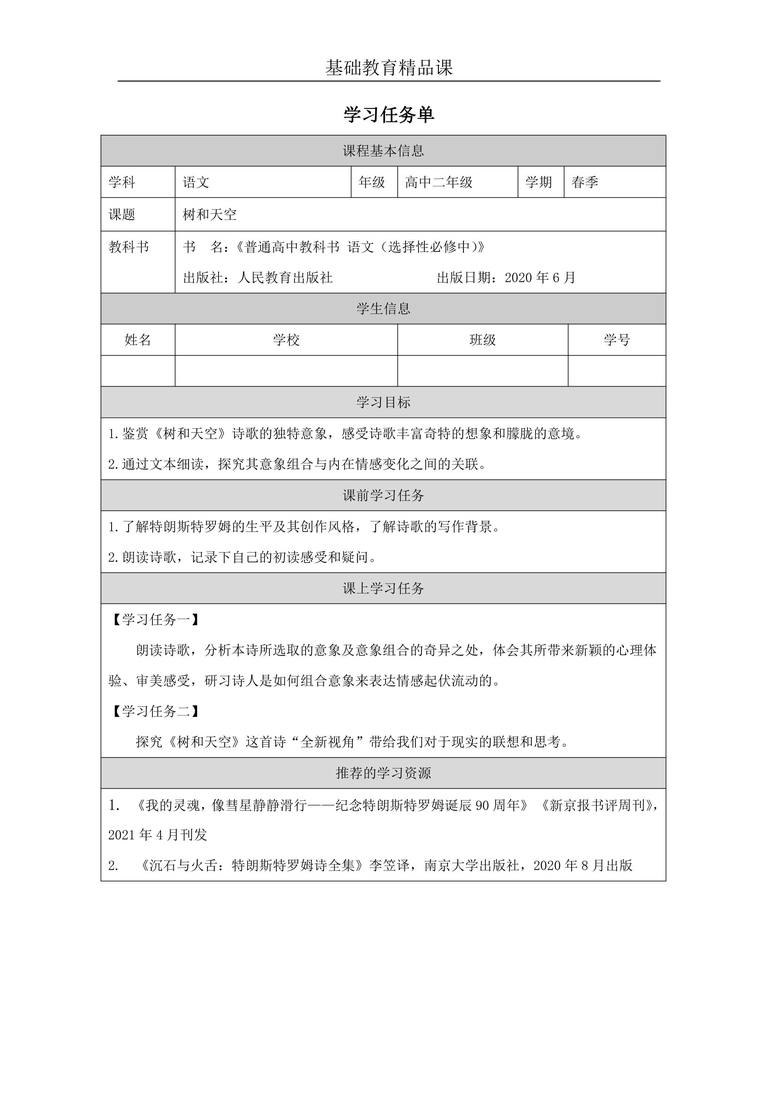 基础教育精品课
学习任务单
课程基本信息
学科 语文 年级 高中二年级 学期 春季
课题 树和天空
教科书 书 名：《普通高中教科书 语文（选择性必修中）》
出版社：人民教育出版社 出版日期：2020 年 6 月
学生信息
姓名 学校 班级 学号
学习目标
1.鉴赏《树和天空》诗歌的独特意象，感受诗歌丰富奇特的想象和朦胧的意境。
2.通过文本细读，探究其意象组合与内在情感变化之间的关联。
课前学习任务
1.了解特朗斯特罗姆的生平及其创作风格，了解诗歌的写作背景。
2.朗读诗歌，记录下自己的初读感受和疑问。
课上学习任务
【学习任务一】
朗读诗歌，分析本诗所选取的意象及意象组合的奇异之处，体会其所带来新颖的心理体
验、审美感受，研习诗人是如何组合意象来表达情感起伏流动的。
【学习任务二】
探究《树和天空》这首诗“全新视角”带给我们对于现实的联想和思考。
推荐的学习资源
1. 《我的灵魂，像彗星静静滑行——纪念特朗斯特罗姆诞辰 90 周年》《新京报书评周刊》，
2021 年 4 月刊发
2. 《沉石与火舌：特朗斯特罗姆诗全集》李笠译，南京大学出版社，2020 年 8 月出版